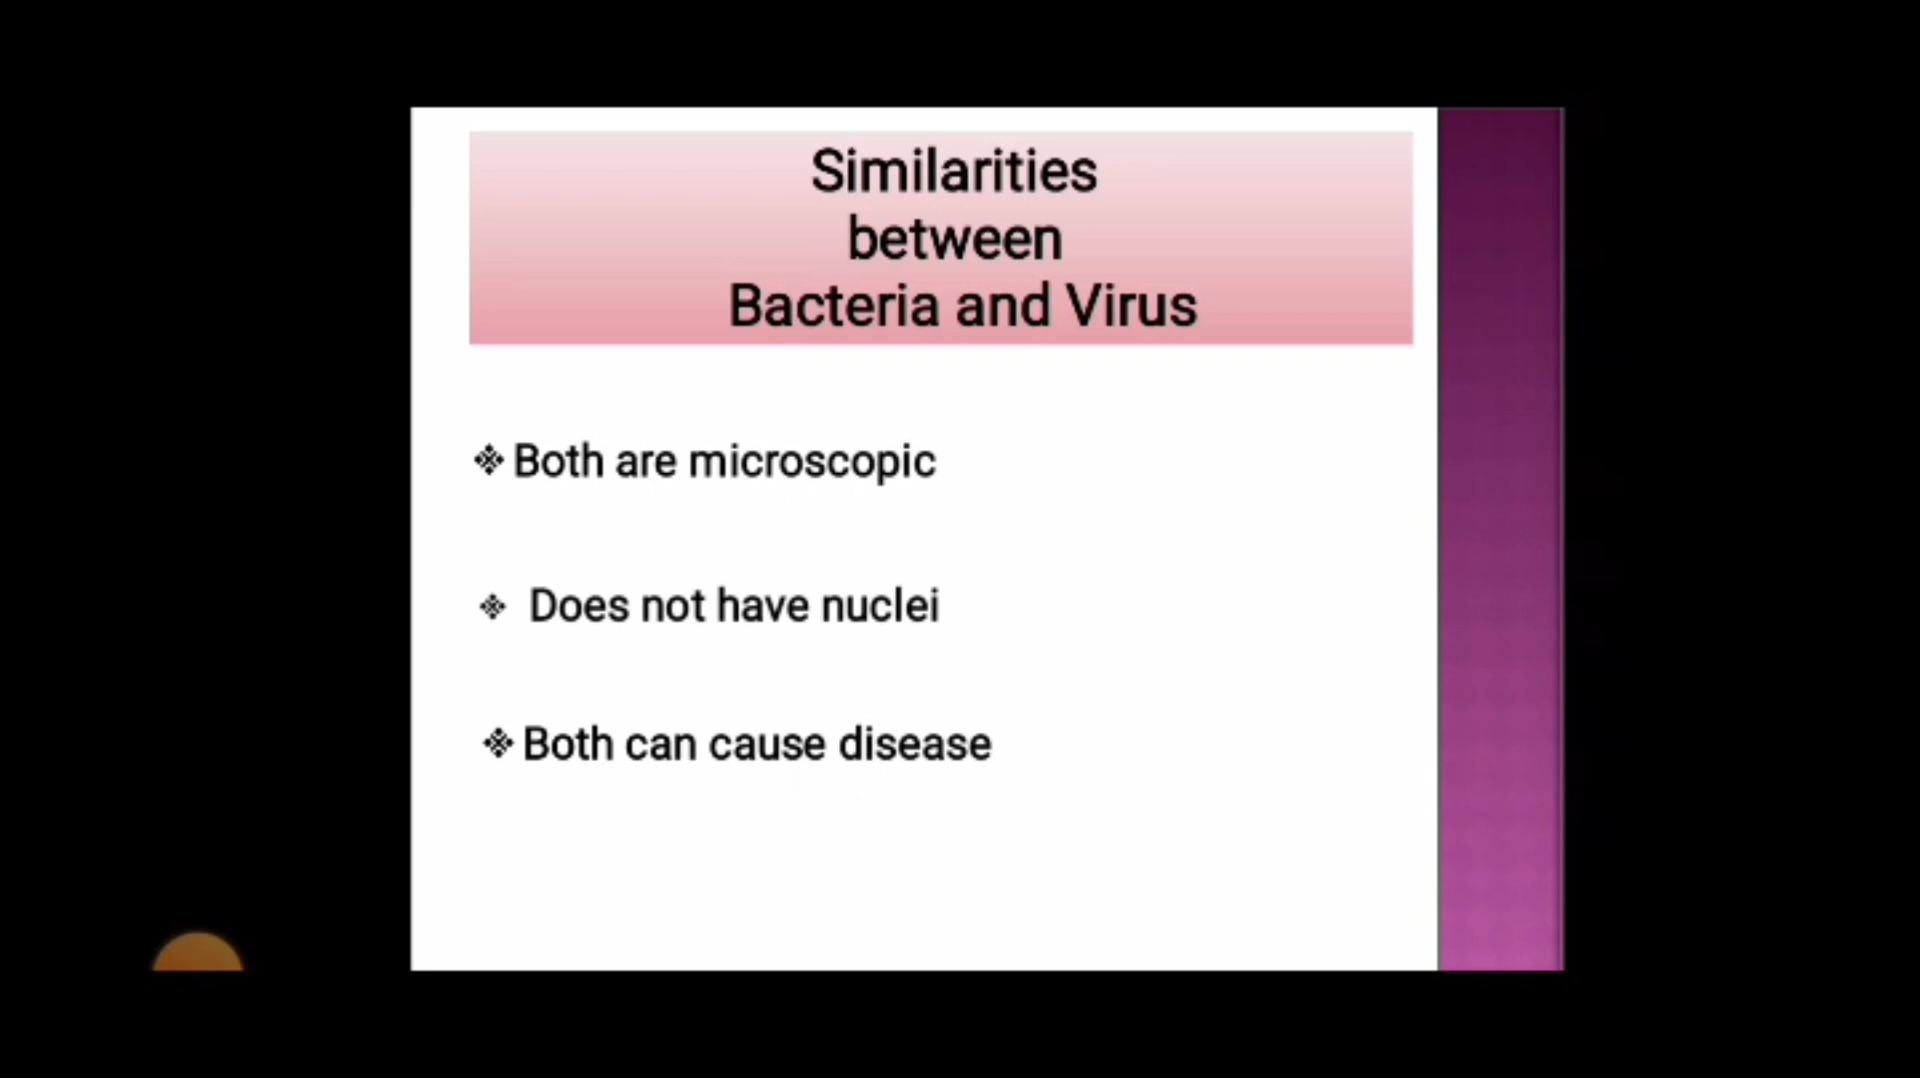 Similarities
between
Bacteria and Virus
❖ Both are microscopic
❖ Does not have nuclei
❖ Both can cause disease